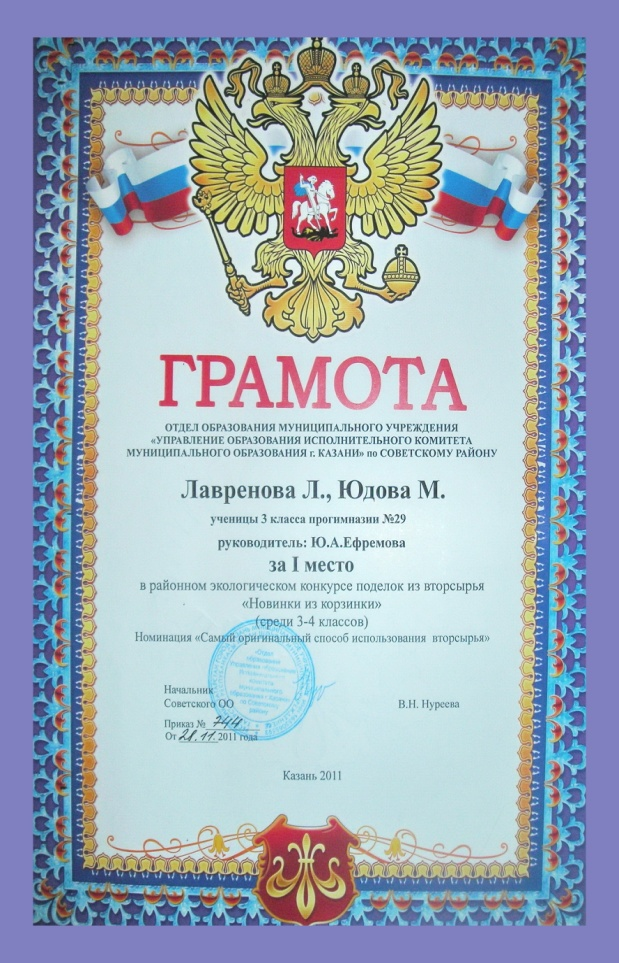 ГРАМОТА
ОТДЕЛ ОБРАЗОВАНИЯ МУНИЦИПАЛЬНОГО УЧРЕЖДЕНИЯ
«УПРАВЛЕНИЕ ОБРАЗОВАНИЯ ИСПОЛНИТЕЛЬНОГО КОМИТЕТА
МУНИЦИПАЛЬНОГО ОБРАЗОВАНИЯ г. КАЗАНИ» по СОВЕТСКОМУ РАЙОНУ
Лавренова Л., Юдова М.
ученицы 3 класса прогимназии №29
руководитель: Ю.А.Ефремова
за I место
в районном экологическом конкурсе поделок из вторсырья
«Новинки из корзинки»
(среди 3-4 классов)
Номинация «Самый оригинальный способ использования вторсырья»
Начальник
Советского ОО В.Н. Нуреева
Приказ № 744
От 28.11.2011 года
Казань 2011